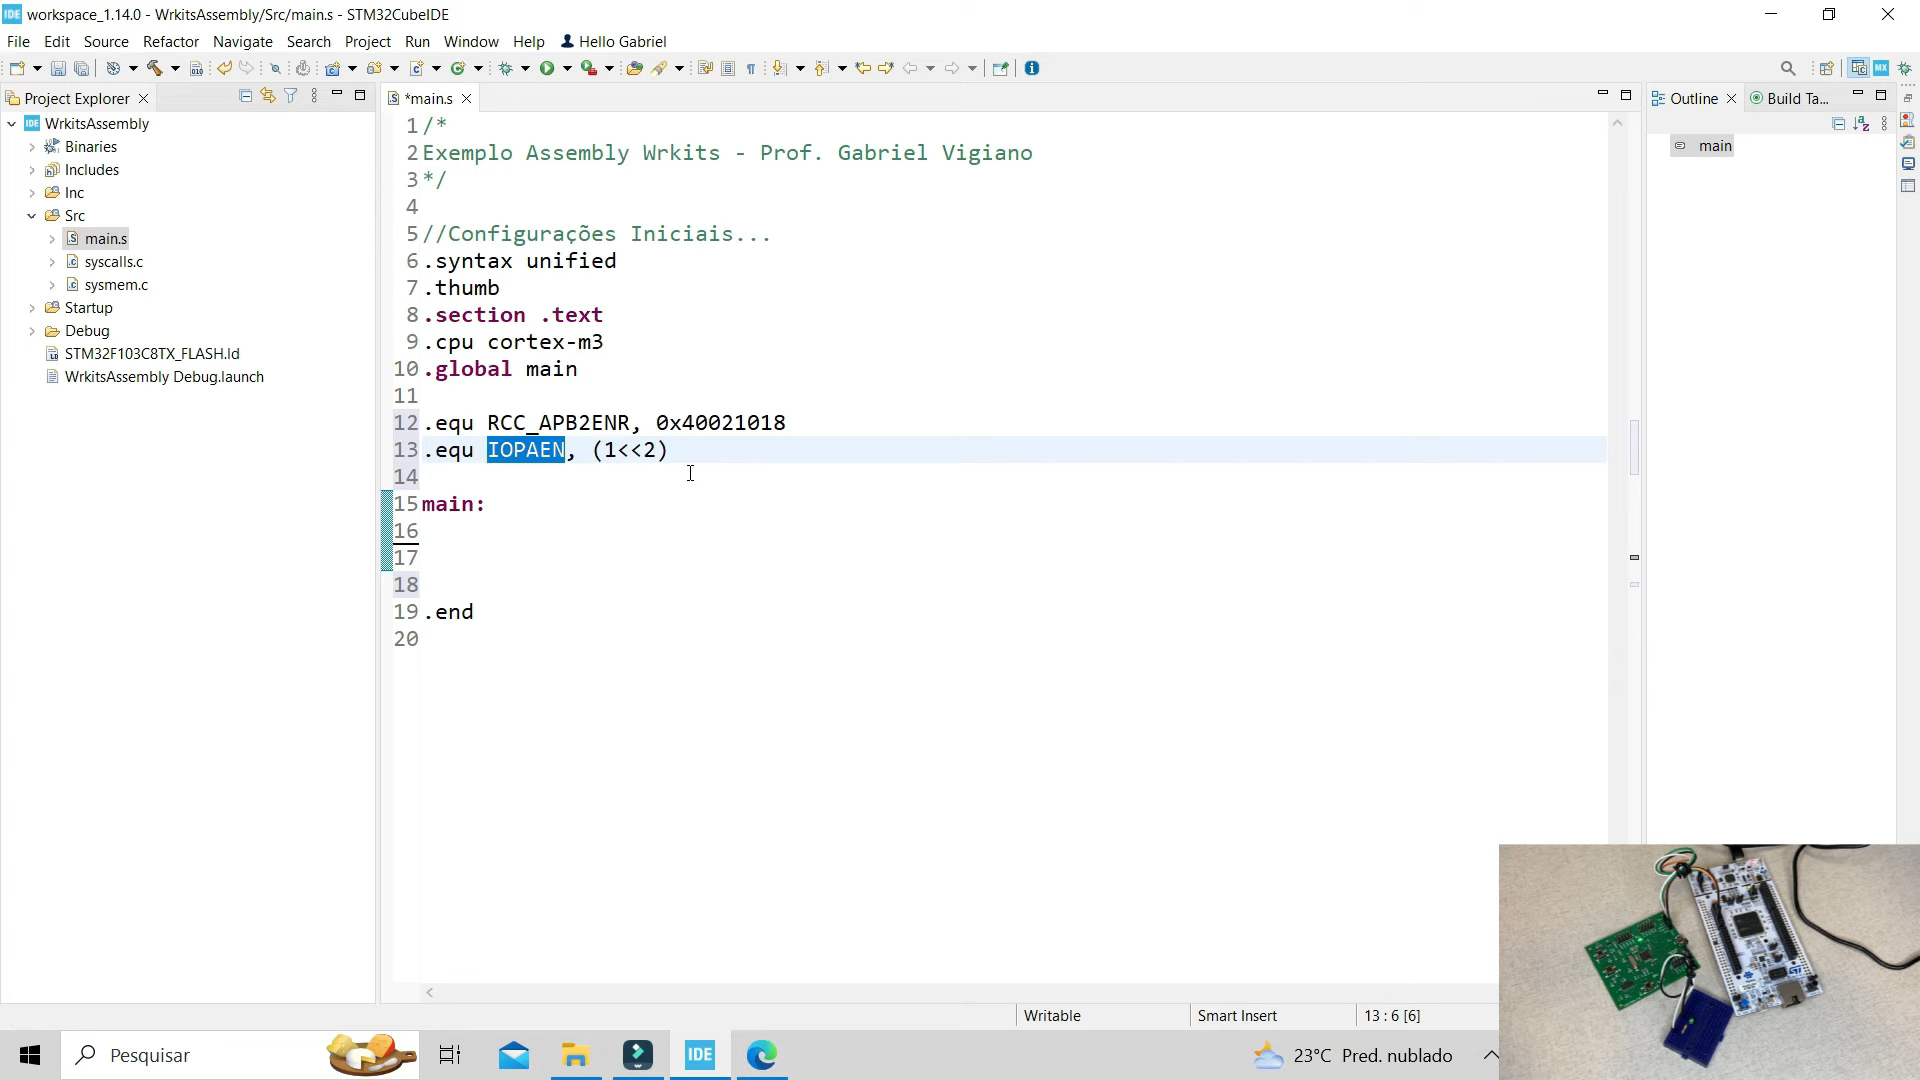 IDE workspace_1.14.0 - WrkitsAssembly/Src/main.s - STM32CubeIDE
File Edit Source Refactor Navigate Search Project Run Window Help Hello Gabriel
Project Explorer
*main.s
Outline
Build Ta...
WrkitsAssembly
Binaries
Includes
Inc
Src
main.s
syscalls.c
sysmem.c
Startup
Debug
STM32F103C8TX_FLASH.ld
WrkitsAssembly Debug.launch
1 /*
2 Exemplo Assembly Wrkits - Prof. Gabriel Vigiano
3 */
4
5 //Configurações Iniciais...
6 .syntax unified
7 .thumb
8 .section .text
9 .cpu cortex-m3
10 .global main
11
12 .equ RCC_APB2ENR, 0x40021018
13 .equ IOPAEN, (1<<2)
14
15 main:
16
17
18
19 .end
20
main
Writable
Smart Insert
13 : 6 [6]
Pesquisar
IDE
23°C Pred. nublado